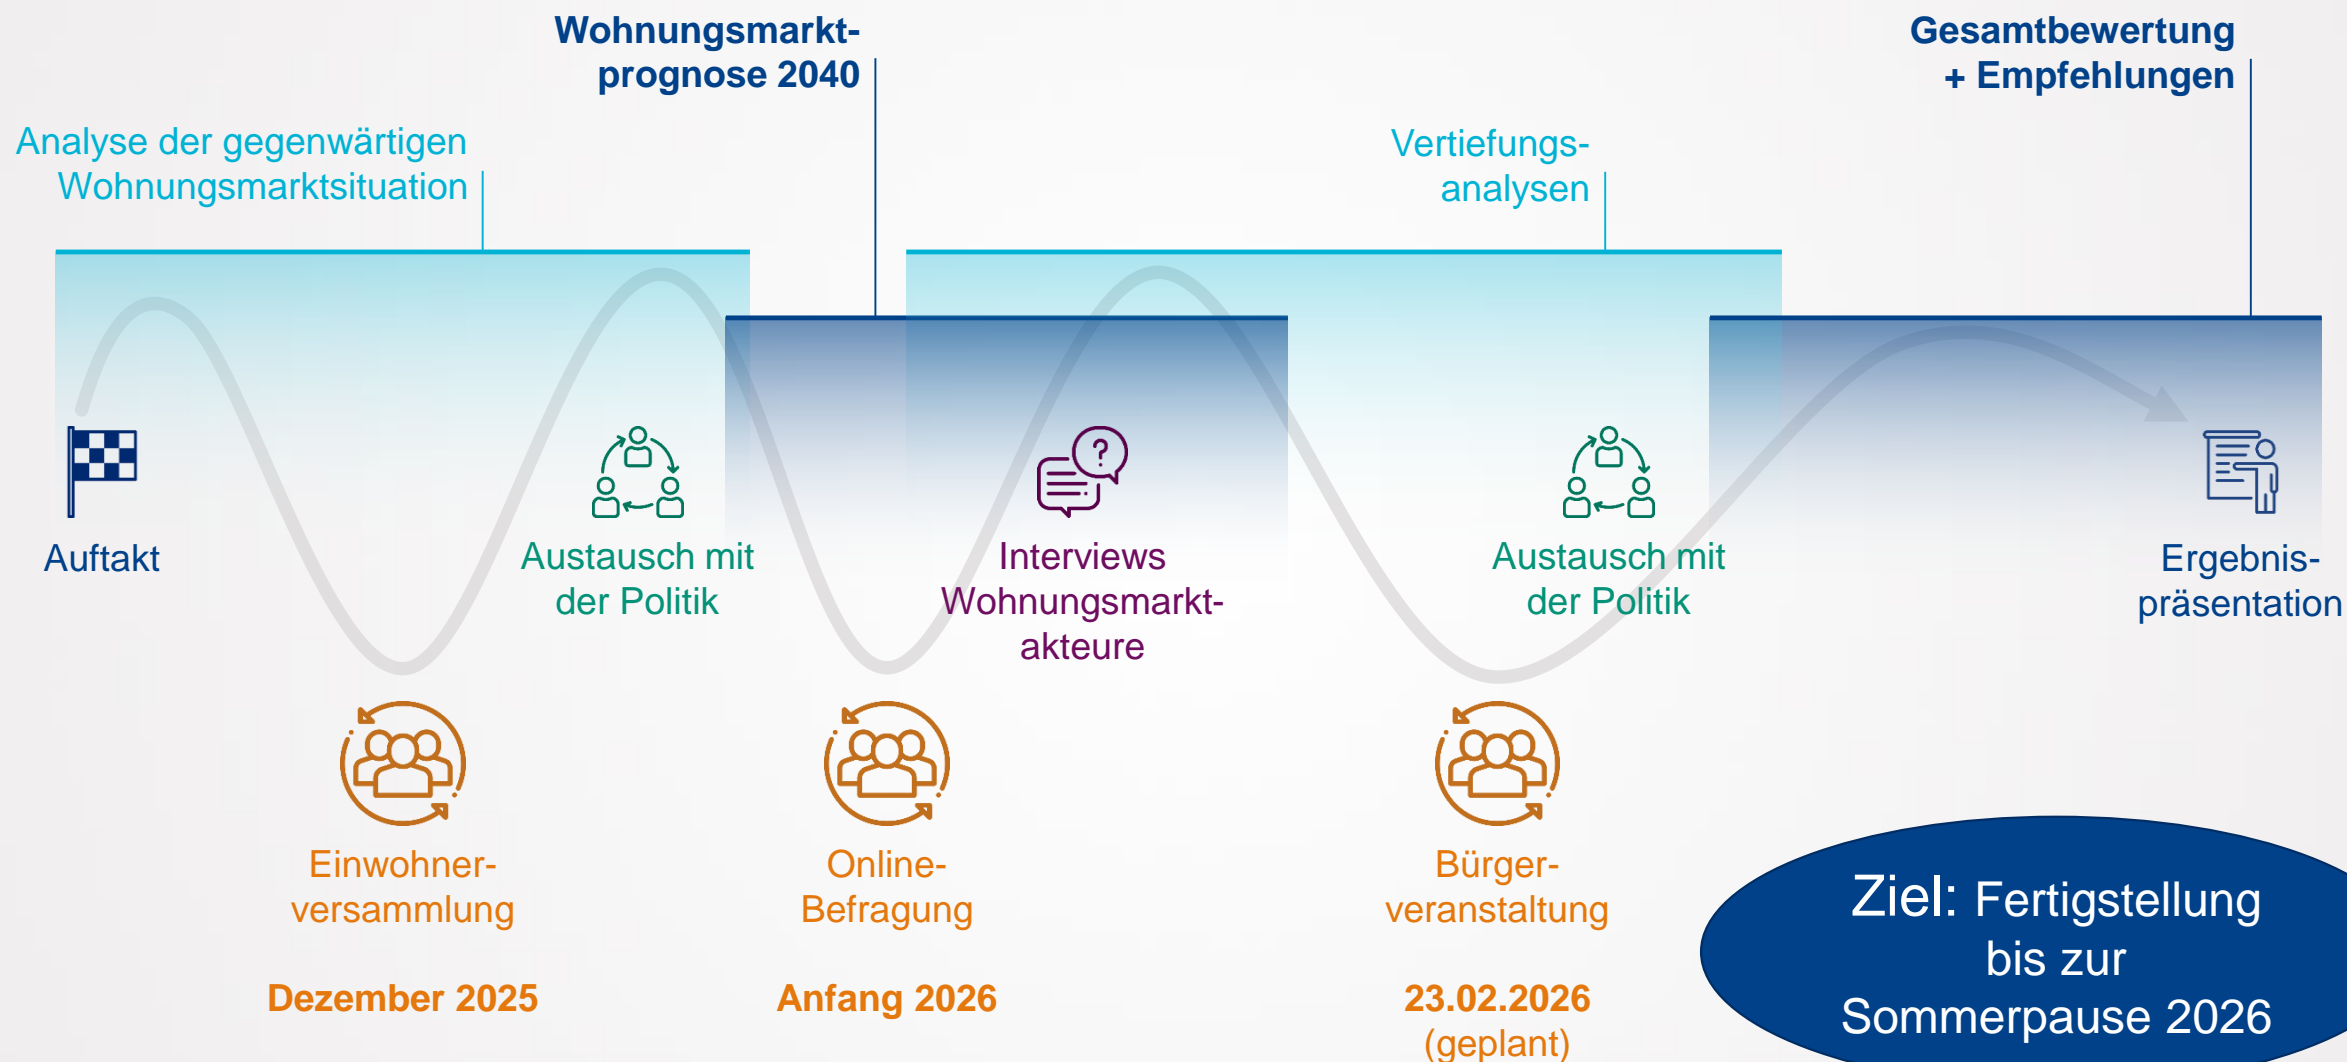 Wohnungsmarkt-
prognose 2040
Gesamtbewertung
+ Empfehlungen
Analyse der gegenwärtigen
Wohnungsmarktsituation
Vertiefungs-
analysen
Auftakt
Austausch mit
der Politik
?
Interviews
Wohnungsmarkt-
akteure
Austausch mit
der Politik
Ergebnis-
präsentation
Einwohner-
versammlung
Dezember 2025
Online-
Befragung
Anfang 2026
Bürger-
veranstaltung
23.02.2026
(geplant)
Ziel: Fertigstellung
bis zur
Sommerpause 2026